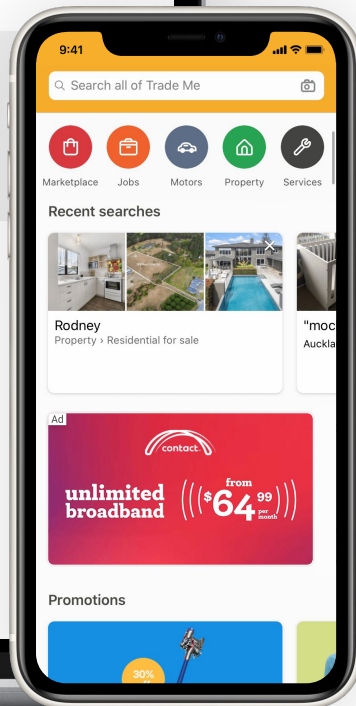 9:41
Search all of Trade Me
Marketplace Jobs Motors Property Services
Recent searches
Rodney
Property › Residential for sale
"moc
Auckla
Ad
contact
unlimited
broadband
from
$64.99
per
month
Promotions
30%